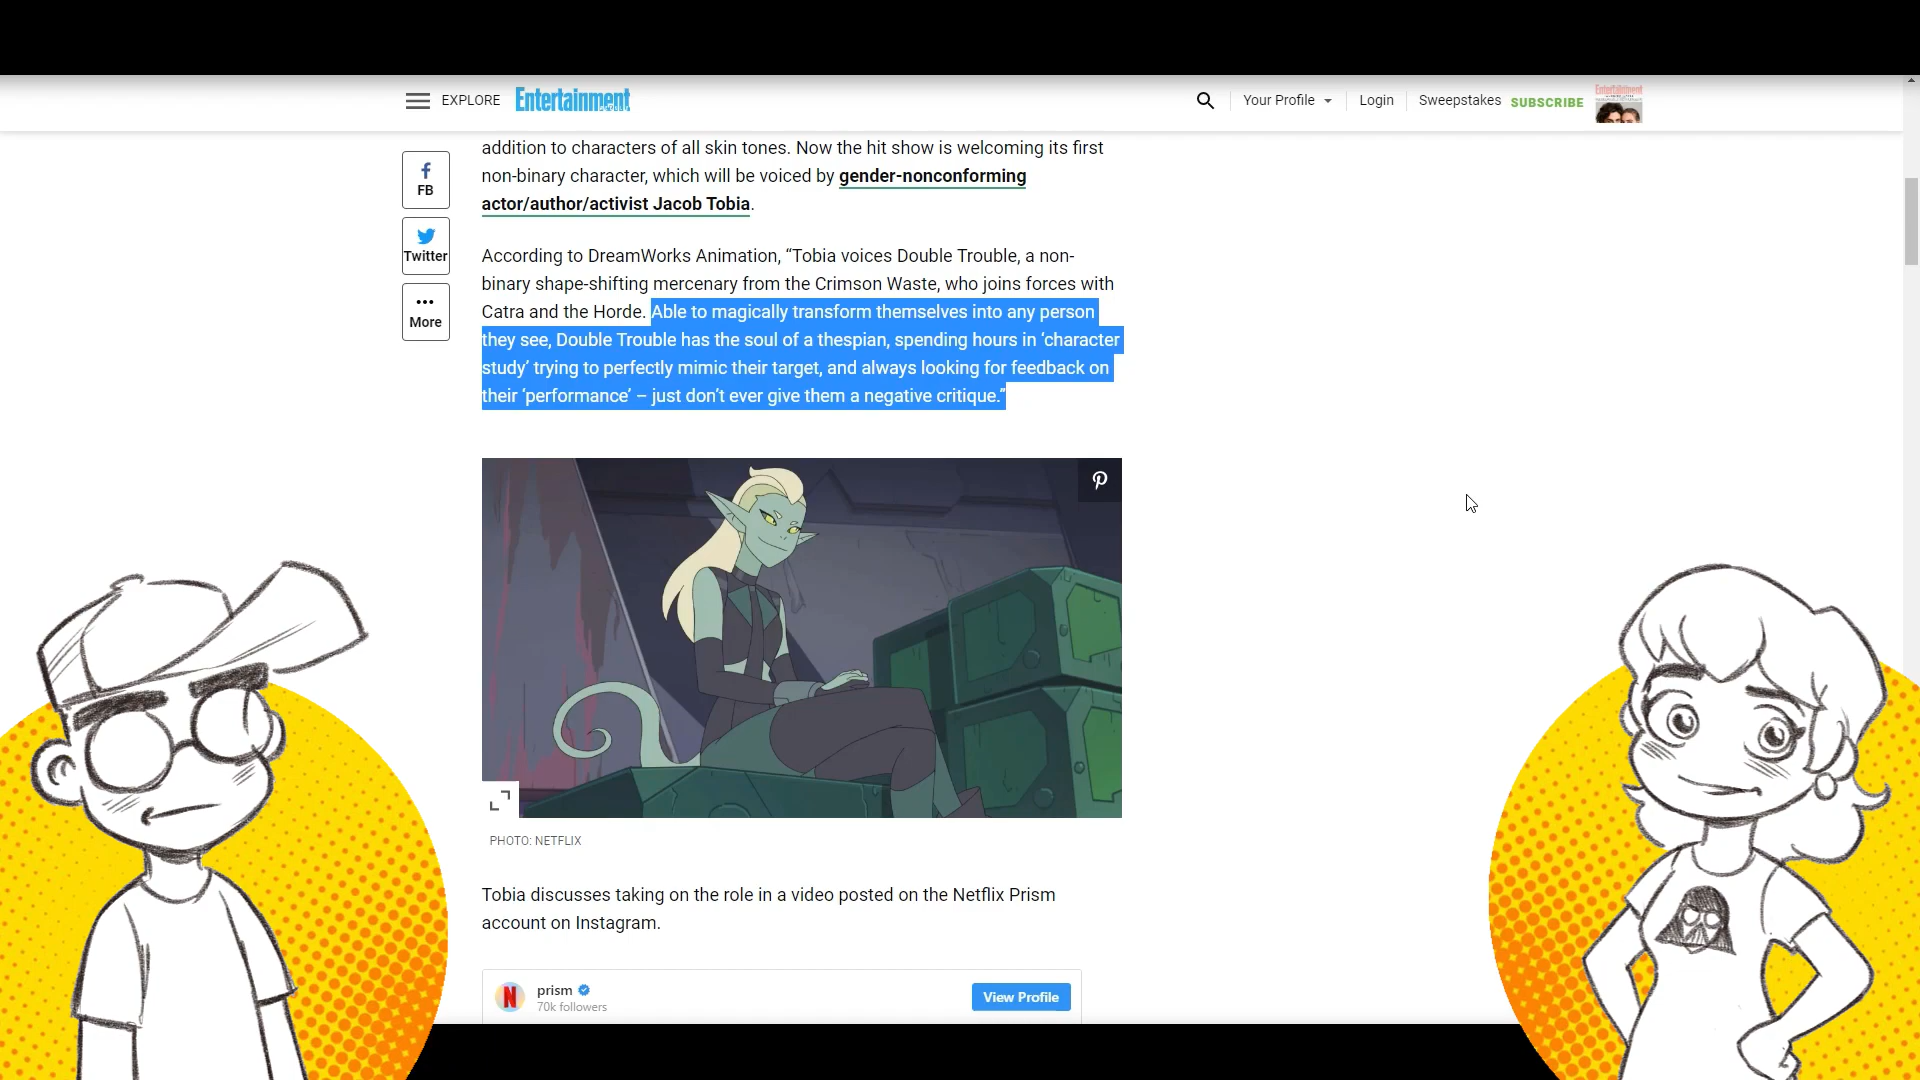 EXPLORE
Entertainment
Your Profile
Login
Sweepstakes
SUBSCRIBE
Entertainment
FB
Twitter
More
addition to characters of all skin tones. Now the hit show is welcoming its first
non-binary character, which will be voiced by gender-nonconforming
actor/author/activist Jacob Tobia.
According to DreamWorks Animation, “Tobia voices Double Trouble, a non-
binary shape-shifting mercenary from the Crimson Waste, who joins forces with
Catra and the Horde. Able to magically transform themselves into any person
they see, Double Trouble has the soul of a thespian, spending hours in ‘character
study’ trying to perfectly mimic their target, and always looking for feedback on
their ‘performance’ – just don’t ever give them a negative critique.”
PHOTO: NETFLIX
Tobia discusses taking on the role in a video posted on the Netflix Prism
account on Instagram.
N
prism
70k followers
View Profile